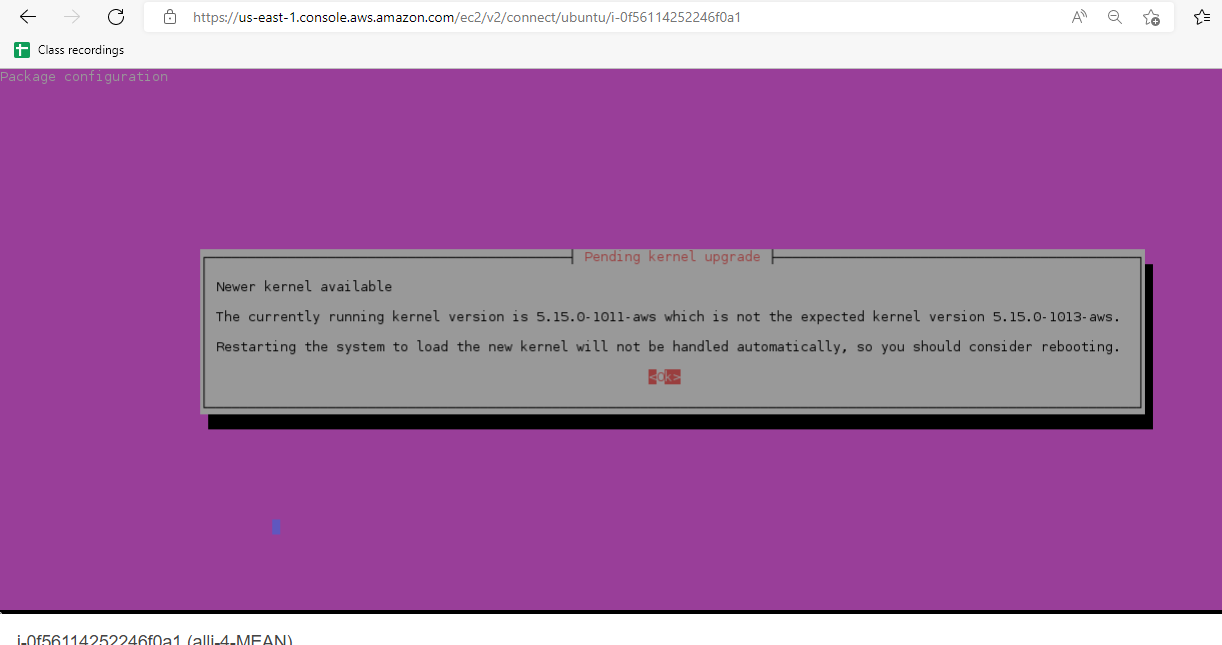 https://us-east-1.console.aws.amazon.com/ec2/v2/connect/ubuntu/i-0f56114252246f0a1
Class recordings
Package configuration
Pending kernel upgrade
Newer kernel available
The currently running kernel version is 5.15.0-1011-aws which is not the expected kernel version 5.15.0-1013-aws.
Restarting the system to load the new kernel will not be handled automatically, so you should consider rebooting.
<Ok>
i-0f56114252246f0a1 (alli-4-MEAN)